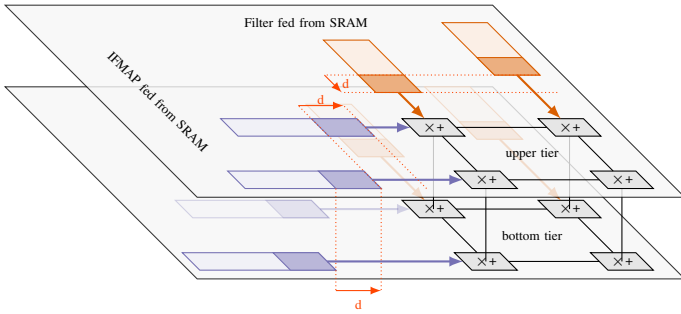 Filter fed from SRAM
IFMAP fed from SRAM
d
d
×+
×+
upper tier
×+
×+
×+
×+
bottom tier
×+
×+
d